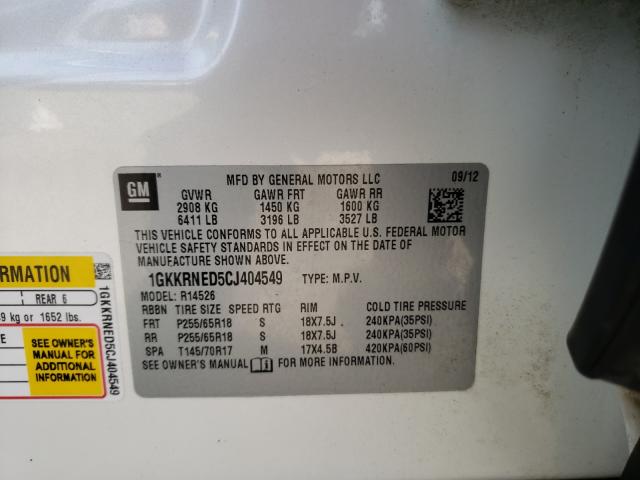 MFD BY GENERAL MOTORS LLC 09/12
GM
GVWR GAWR FRT GAWR RR
2908 KG 1450 KG 1600 KG
6411 LB 3196 LB 3527 LB
THIS VEHICLE CONFORMS TO ALL APPLICABLE U.S. FEDERAL MOTOR
VEHICLE SAFETY STANDARDS IN EFFECT ON THE DATE OF
MANUFACTURE SHOWN ABOVE.
1GKKRNED5CJ404549 TYPE: M.P.V.
MODEL: R14526
RBBN TIRE SIZE SPEED RTG RIM COLD TIRE PRESSURE
FRT P255/65R18 S 18X7.5J 240KPA(35PSI)
RR P255/65R18 S 18X7.5J 240KPA(35PSI)
SPA T145/70R17 M 17X4.5B 420KPA(60PSI)
SEE OWNER'S MANUAL FOR MORE INFORMATION
REAR 6
kg or 1652 lbs.
SEE OWNER'S
MANUAL FOR
ADDITIONAL
INFORMATION
1GKKRNED5CJ404549